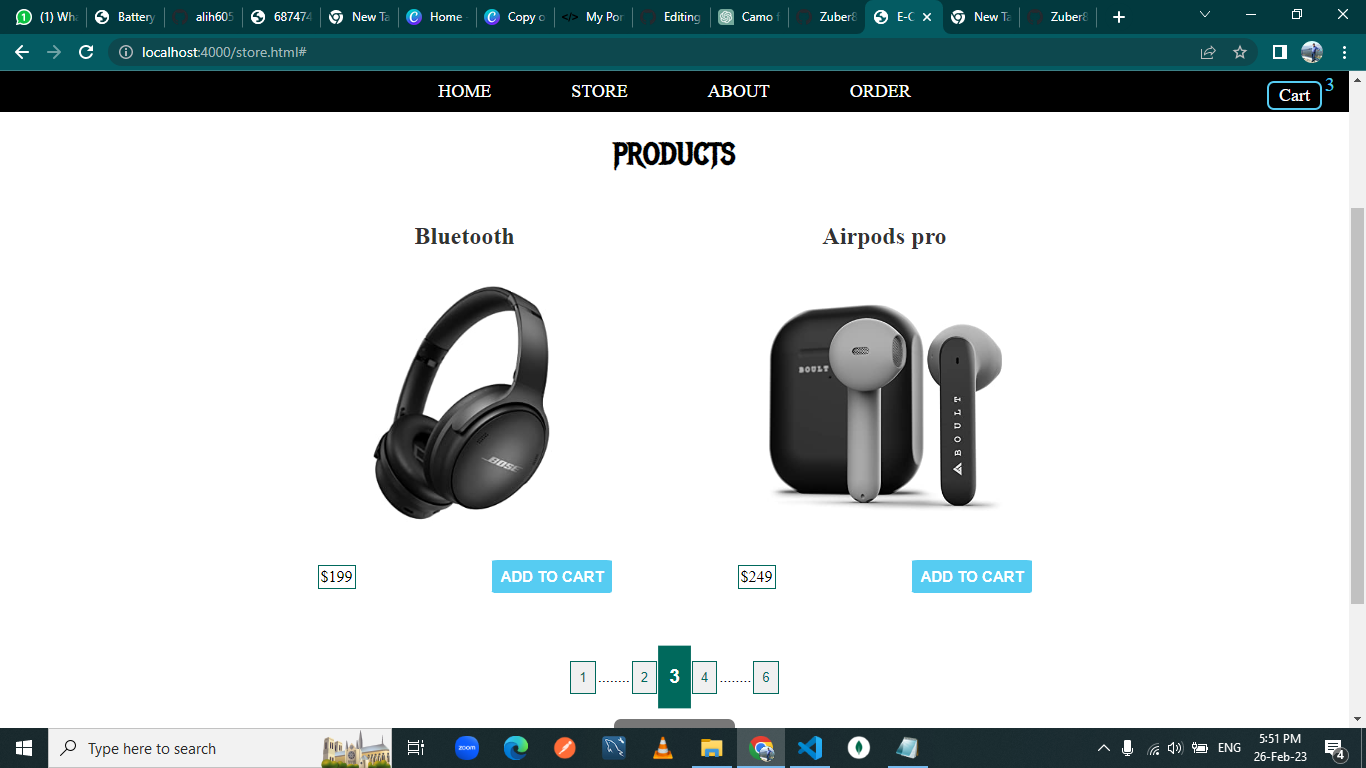 (1) Wha
Battery
alih605
687474
New Ta
Home -
Copy o
My Por
Editing
Camo f
Zuber8
E-C
New Ta
Zuber8
localhost:4000/store.html#
HOME STORE ABOUT ORDER
Cart 3
PRODUCTS
Bluetooth
Airpods pro
BOSE
BOULT
BOULT
$199 ADD TO CART
$249 ADD TO CART
1 ........ 2 3 4 ........ 6
Type here to search
zoom
ENG
5:51 PM
26-Feb-23
4